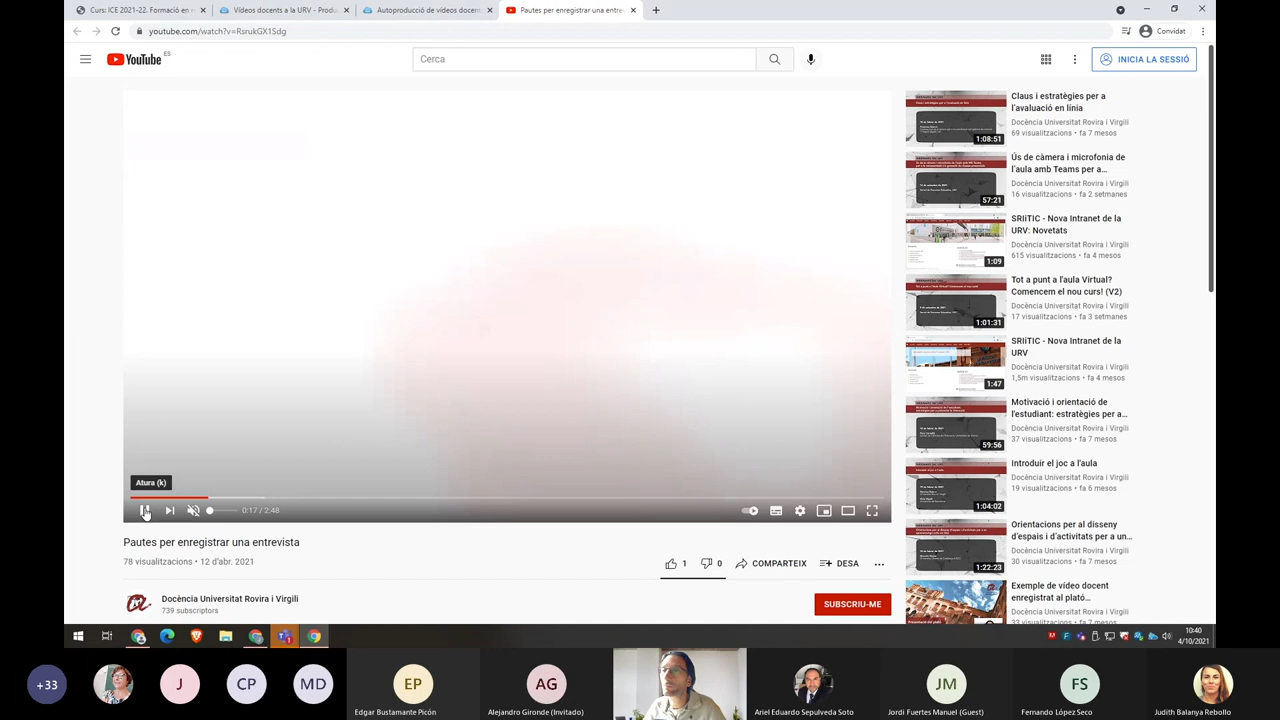 Curs: ICE 2021-22. Formació en m
Vídeos docents a la URV - Produ
Autoproducció de vídeos docents
Pautes per enregistrar una entre
youtube.com/watch?v=RsrukGX1Sdg
Convidat
YouTube ES
Cerca
INICIA LA SESSIÓ
Claus i estratègies per a
l'avaluació en línia
Docència Universitat Rovira i Virgili
69 visualitzacions • fa 7 mesos
1:08:51
Ús de càmera i microfonia de
l'aula amb Teams per a...
Docència Universitat Rovira i Virgili
16 visualitzacions • fa 2 setmanes
57:21
SRIiTIC - Nova Intranet de la
URV: Novetats
Docència Universitat Rovira i Virgili
615 visualitzacions • fa 4 mesos
1:09
Tot a punt a l'aula Virtual?
Comencem el nou curs! (V2)
Docència Universitat Rovira i Virgili
17 visualitzacions • fa 3 setmanes
1:01:31
SRIiTIC - Nova Intranet de la
URV
Docència Universitat Rovira i Virgili
1,5m visualitzacions • fa 4 mesos
1:47
Motivació i orientació de
l'estudiant: estratègies per a...
Docència Universitat Rovira i Virgili
37 visualitzacions • fa 7 mesos
59:56
Introduir el joc a l'aula
Docència Universitat Rovira i Virgili
19 visualitzacions • fa 6 mesos
1:04:02
Orientacions per al disseny
d'espais i d'activitats per a un...
Docència Universitat Rovira i Virgili
30 visualitzacions • fa 7 mesos
1:22:23
Exemple de vídeo docent
enregistrat al plató...
Docència Universitat Rovira i Virgili
33 visualitzacions • fa 7 mesos
Atura (k)
0:17 / 2:48
Pautes per enregistrar
78 visualitzacions • 12 d'abr. 2021
1
0
COMPARTEIX
DESA
Docència Universitat Rovira i Virgili
739 subscriptors
SUBSCRIU-ME
10:40
4/10/2021
+33
J
CP
MD
EP
Edgar Bustamante Picón
AG
Alejandro Gironde (Invitado)
Ariel Eduardo Sepulveda Soto
JM
Jordi Fuertes Manuel (Guest)
FS
Fernando López Seco
Judith Balanya Rebollo